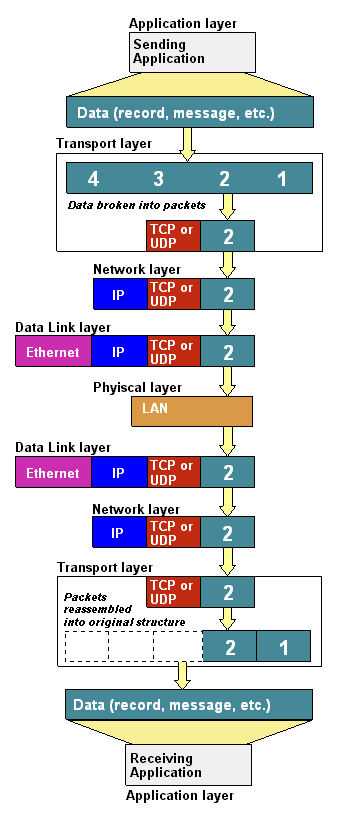 Application layer
Sending
Application
Data (record, message, etc.)
Transport layer
4 3 2 1
Data broken into packets
TCP or
UDP
2
Network layer
IP
TCP or
UDP
2
Data Link layer
Ethernet
IP
TCP or
UDP
2
Phyiscal layer
LAN
Data Link layer
Ethernet
IP
TCP or
UDP
2
Network layer
IP
TCP or
UDP
2
Transport layer
TCP or
UDP
2
Packets
reassembled
into original structure
2 1
Data (record, message, etc.)
Receiving
Application
Application layer